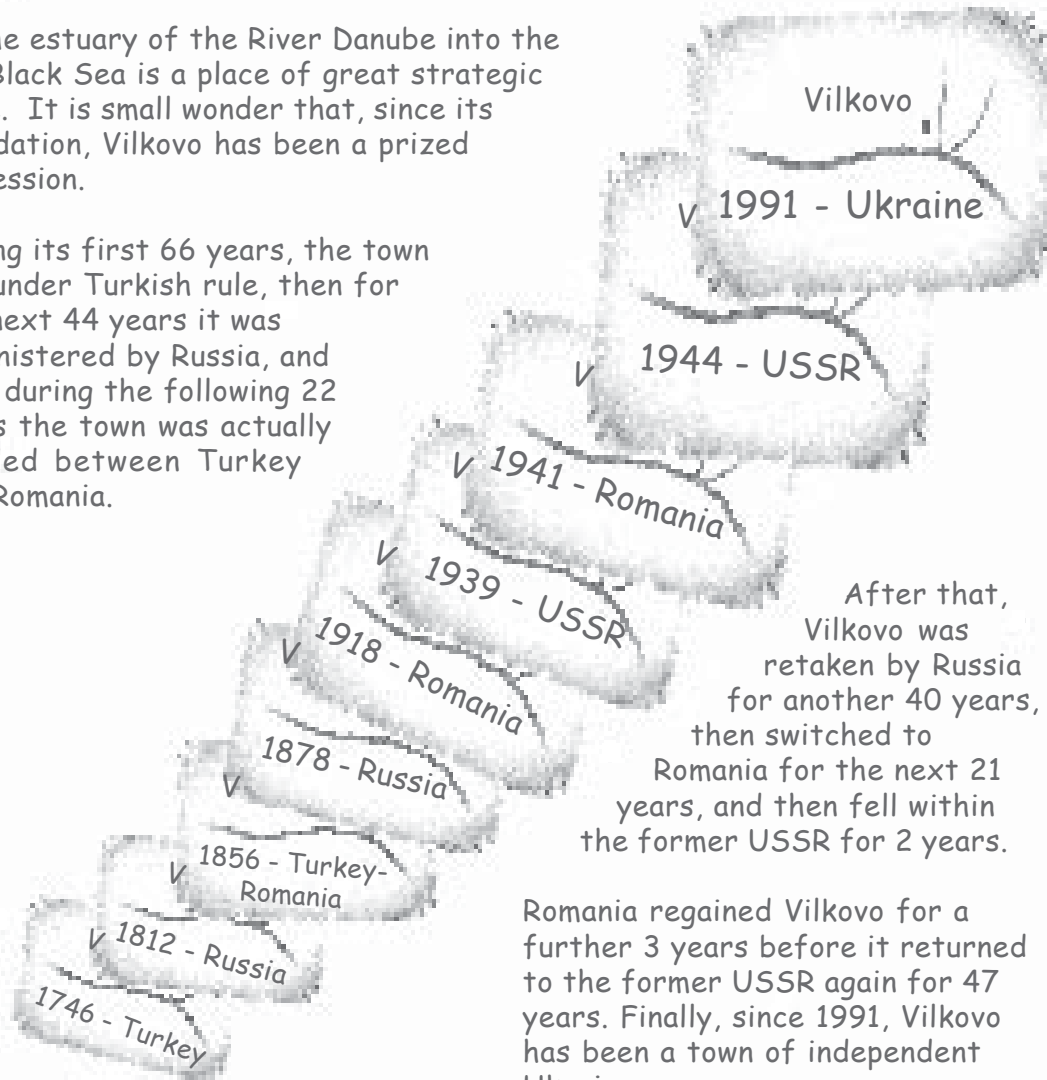 he estuary of the River Danube into the
Black Sea is a place of great strategic
. It is small wonder that, since its
dation, Vilkovo has been a prized
ession.
ng its first 66 years, the town
under Turkish rule, then for
next 44 years it was
nistered by Russia, and
during the following 22
s the town was actually
led between Turkey
Romania.
Vilkovo
V 1991 - Ukraine
V 1944 - USSR
V 1941 - Romania
V 1939 - USSR
V 1918 - Romania
1878 - Russia
V
1856 - Turkey-
V Romania
V 1812 - Russia
1746 - Turkey
After that,
Vilkovo was
retaken by Russia
for another 40 years,
then switched to
Romania for the next 21
years, and then fell within
the former USSR for 2 years.
Romania regained Vilkovo for a
further 3 years before it returned
to the former USSR again for 47
years. Finally, since 1991, Vilkovo
has been a town of independent